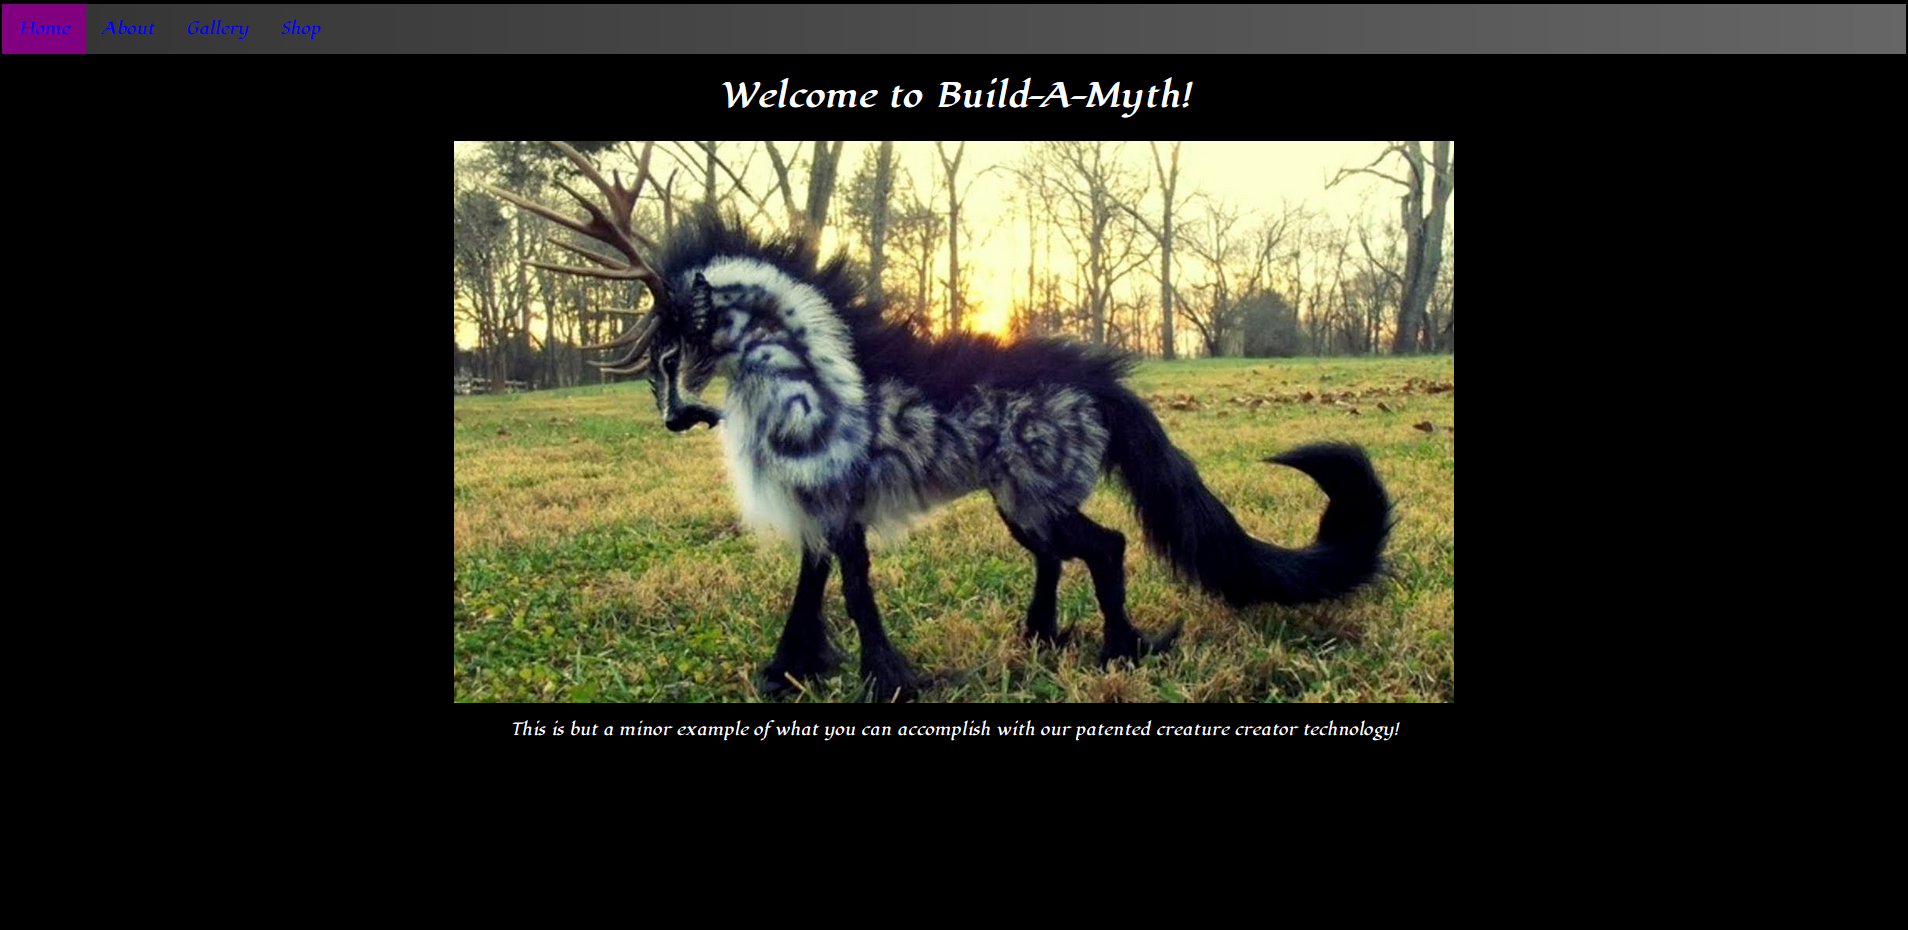 Home About Gallery Shop
Welcome to Build-A-Myth!
This is but a minor example of what you can accomplish with our patented creature creator technology!